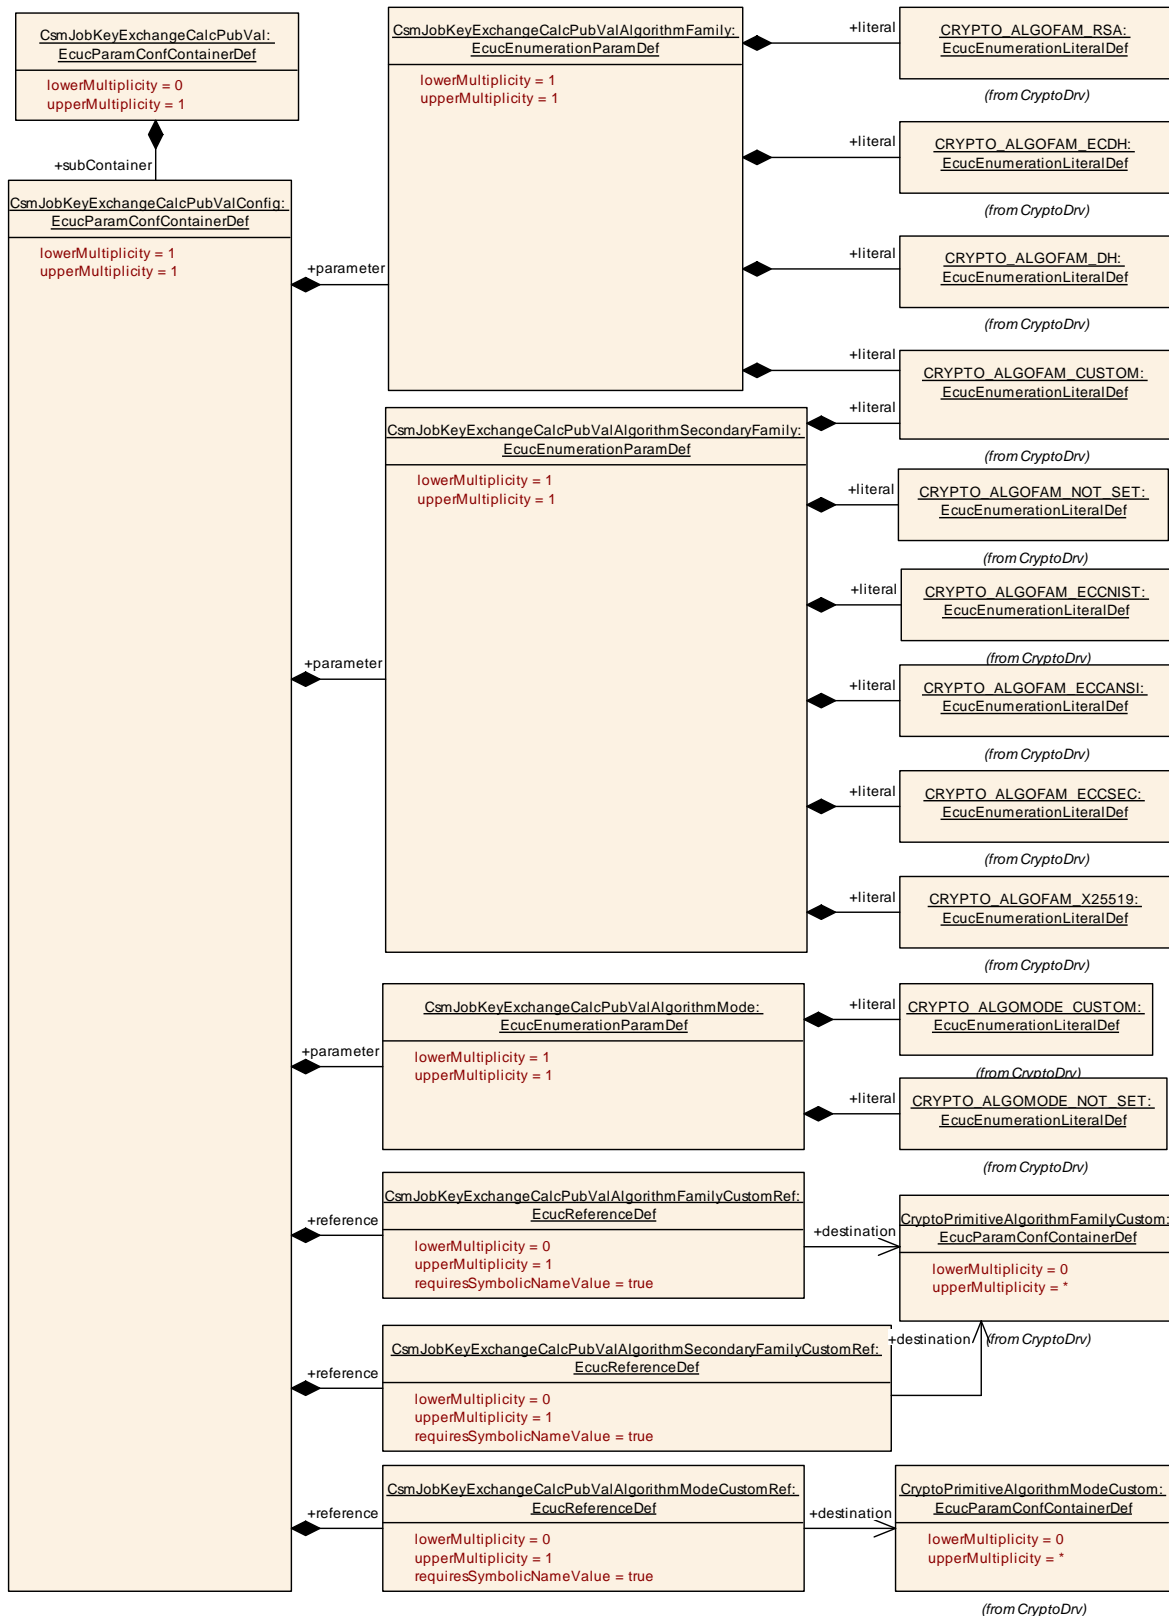 CsmJobKeyExchangeCalcPubVal:
EcucParamConfContainerDef
lowerMultiplicity = 0
upperMultiplicity = 1
+subContainer
CsmJobKeyExchangeCalcPubValConfig:
EcucParamConfContainerDef
lowerMultiplicity = 1
upperMultiplicity = 1
+parameter
CsmJobKeyExchangeCalcPubValAlgorithmFamily:
EcucEnumerationParamDef
lowerMultiplicity = 1
upperMultiplicity = 1
+literal
CRYPTO_ALGOFAM_RSA:
EcucEnumerationLiteralDef
(from CryptoDrv)
+literal
CRYPTO_ALGOFAM_ECDH:
EcucEnumerationLiteralDef
(from CryptoDrv)
+literal
CRYPTO_ALGOFAM_DH:
EcucEnumerationLiteralDef
(from CryptoDrv)
+literal
CRYPTO_ALGOFAM_CUSTOM:
EcucEnumerationLiteralDef
+literal
(from CryptoDrv)
+parameter
CsmJobKeyExchangeCalcPubValAlgorithmSecondaryFamily:
EcucEnumerationParamDef
lowerMultiplicity = 1
upperMultiplicity = 1
+literal
CRYPTO_ALGOFAM_NOT_SET:
EcucEnumerationLiteralDef
(from CryptoDrv)
+literal
CRYPTO_ALGOFAM_ECCNIST:
EcucEnumerationLiteralDef
(from CryptoDrv)
+literal
CRYPTO_ALGOFAM_ECCANSI:
EcucEnumerationLiteralDef
(from CryptoDrv)
+literal
CRYPTO_ALGOFAM_ECCSEC:
EcucEnumerationLiteralDef
(from CryptoDrv)
+literal
CRYPTO_ALGOFAM_X25519:
EcucEnumerationLiteralDef
(from CryptoDrv)
+parameter
CsmJobKeyExchangeCalcPubValAlgorithmMode:
EcucEnumerationParamDef
lowerMultiplicity = 1
upperMultiplicity = 1
+literal
CRYPTO_ALGOMODE_CUSTOM:
EcucEnumerationLiteralDef
(from CryptoDrv)
+literal
CRYPTO_ALGOMODE_NOT_SET:
EcucEnumerationLiteralDef
(from CryptoDrv)
+reference
CsmJobKeyExchangeCalcPubValAlgorithmFamilyCustomRef:
EcucReferenceDef
lowerMultiplicity = 0
upperMultiplicity = 1
requiresSymbolicNameValue = true
+destination
CryptoPrimitiveAlgorithmFamilyCustom:
EcucParamConfContainerDef
lowerMultiplicity = 0
upperMultiplicity = *
(from CryptoDrv)
+destination
+reference
CsmJobKeyExchangeCalcPubValAlgorithmSecondaryFamilyCustomRef:
EcucReferenceDef
lowerMultiplicity = 0
upperMultiplicity = 1
requiresSymbolicNameValue = true
+reference
CsmJobKeyExchangeCalcPubValAlgorithmModeCustomRef:
EcucReferenceDef
lowerMultiplicity = 0
upperMultiplicity = 1
requiresSymbolicNameValue = true
+destination
CryptoPrimitiveAlgorithmModeCustom:
EcucParamConfContainerDef
lowerMultiplicity = 0
upperMultiplicity = *
(from CryptoDrv)